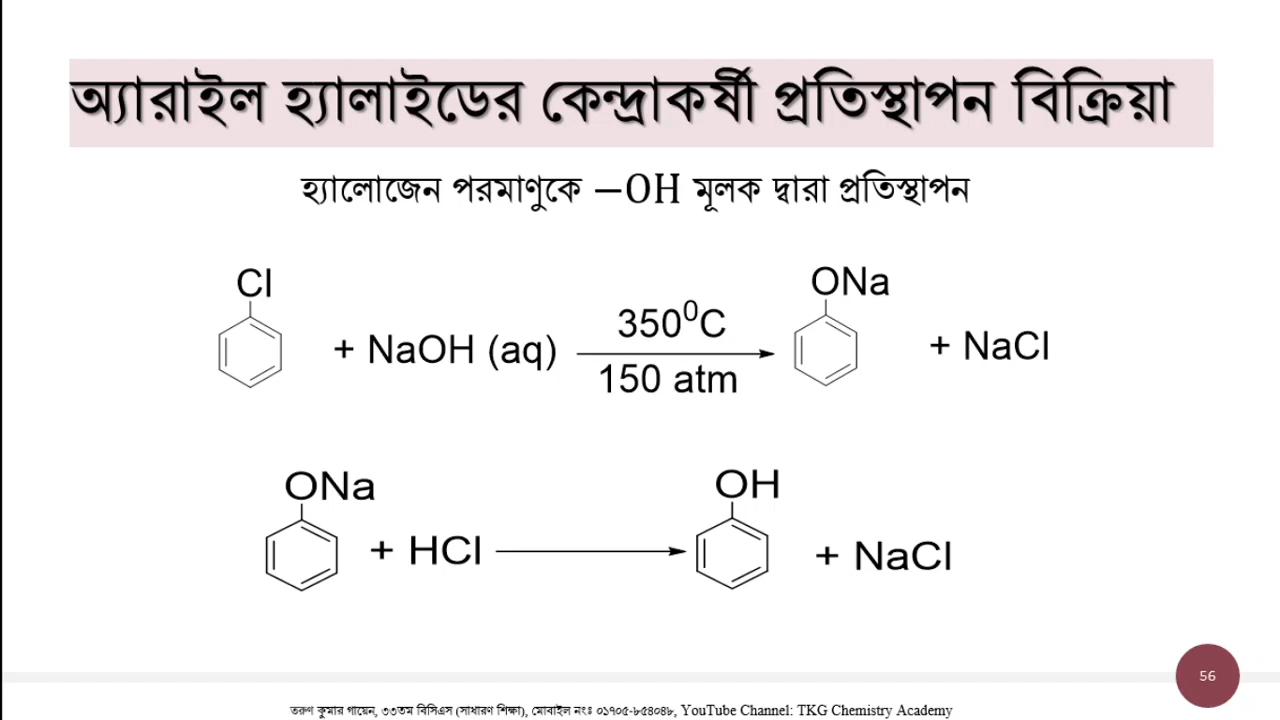 অ্যারাইল হ্যালাইডের কেন্দ্রাকর্ষী প্রতিস্থাপন বিক্রিয়া
হ্যালোজেন পরমাণুকে −OH মূলক দ্বারা প্রতিস্থাপন
Cl
+ NaOH (aq)
350⁰C
150 atm
ONa
+ NaCl
ONa
+ HCl
OH
+ NaCl
56
তরুণ কুমার গায়েন, ৩৩তম বিসিএস (সাধারণ শিক্ষা), মোবাইল নংঃ ০১৭০৫-৮৫৪০৪৮, YouTube Channel: TKG Chemistry Academy